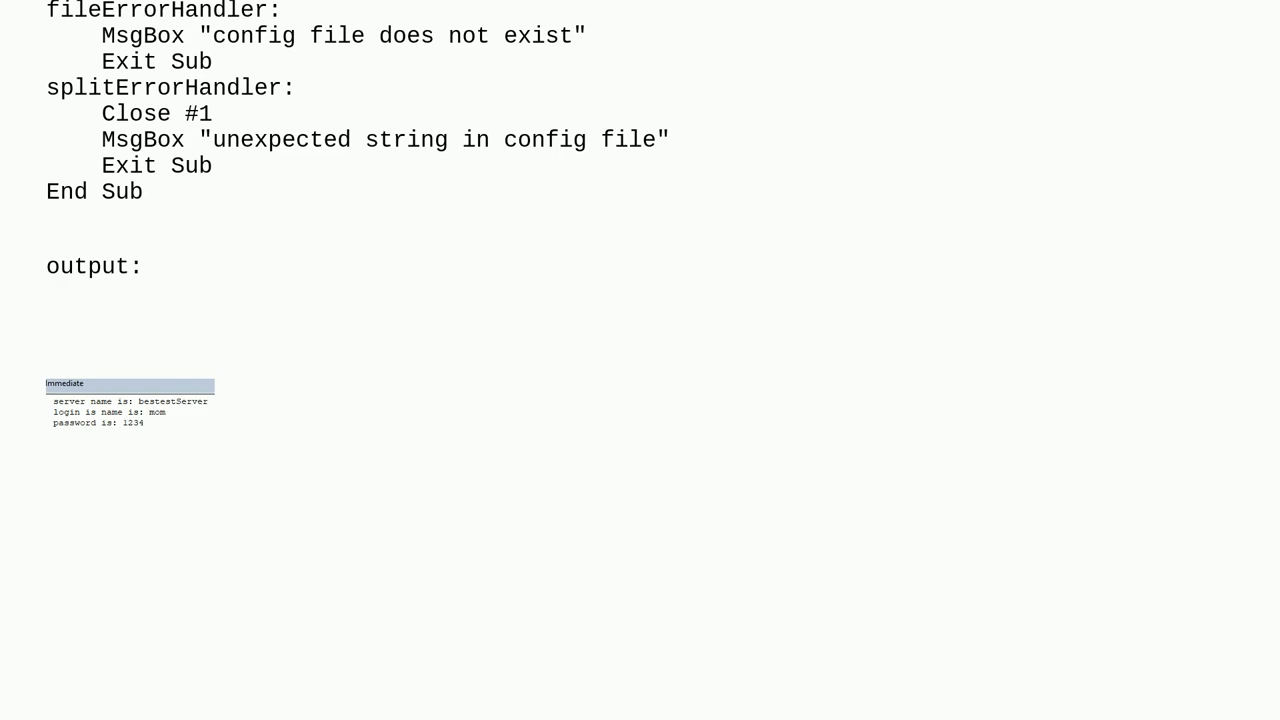 fileErrorHandler:
MsgBox "config file does not exist"
Exit Sub
splitErrorHandler:
Close #1
MsgBox "unexpected string in config file"
Exit Sub
End Sub
output:
Immediate
server name is: bestestServer
login is name is: mom
password is: 1234